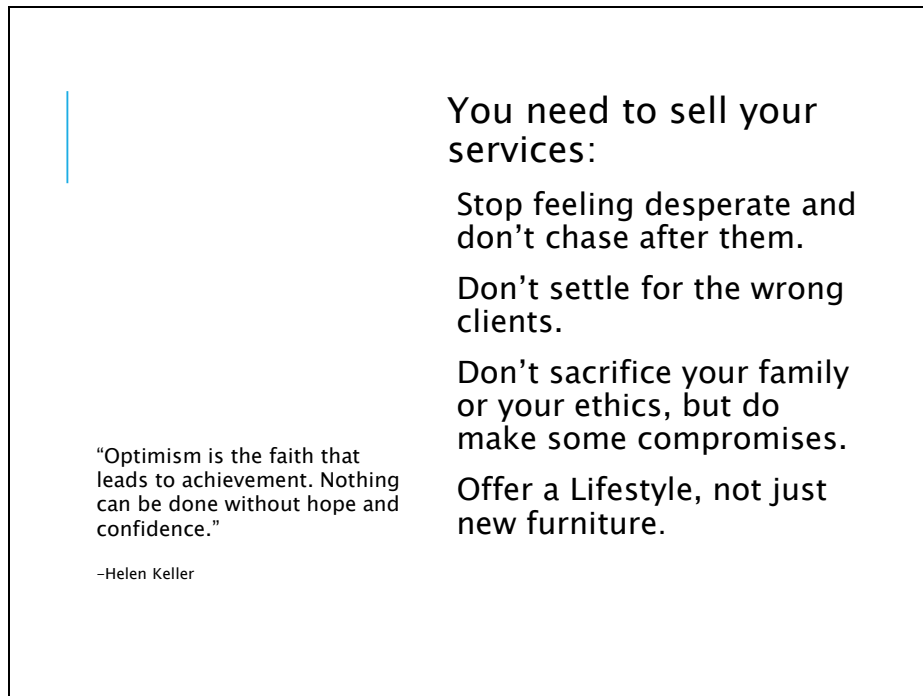 You need to sell your
services:
Stop feeling desperate and
don’t chase after them.
Don’t settle for the wrong
clients.
Don’t sacrifice your family
or your ethics, but do
make some compromises.
Offer a Lifestyle, not just
new furniture.
“Optimism is the faith that
leads to achievement. Nothing
can be done without hope and
confidence.”
–Helen Keller